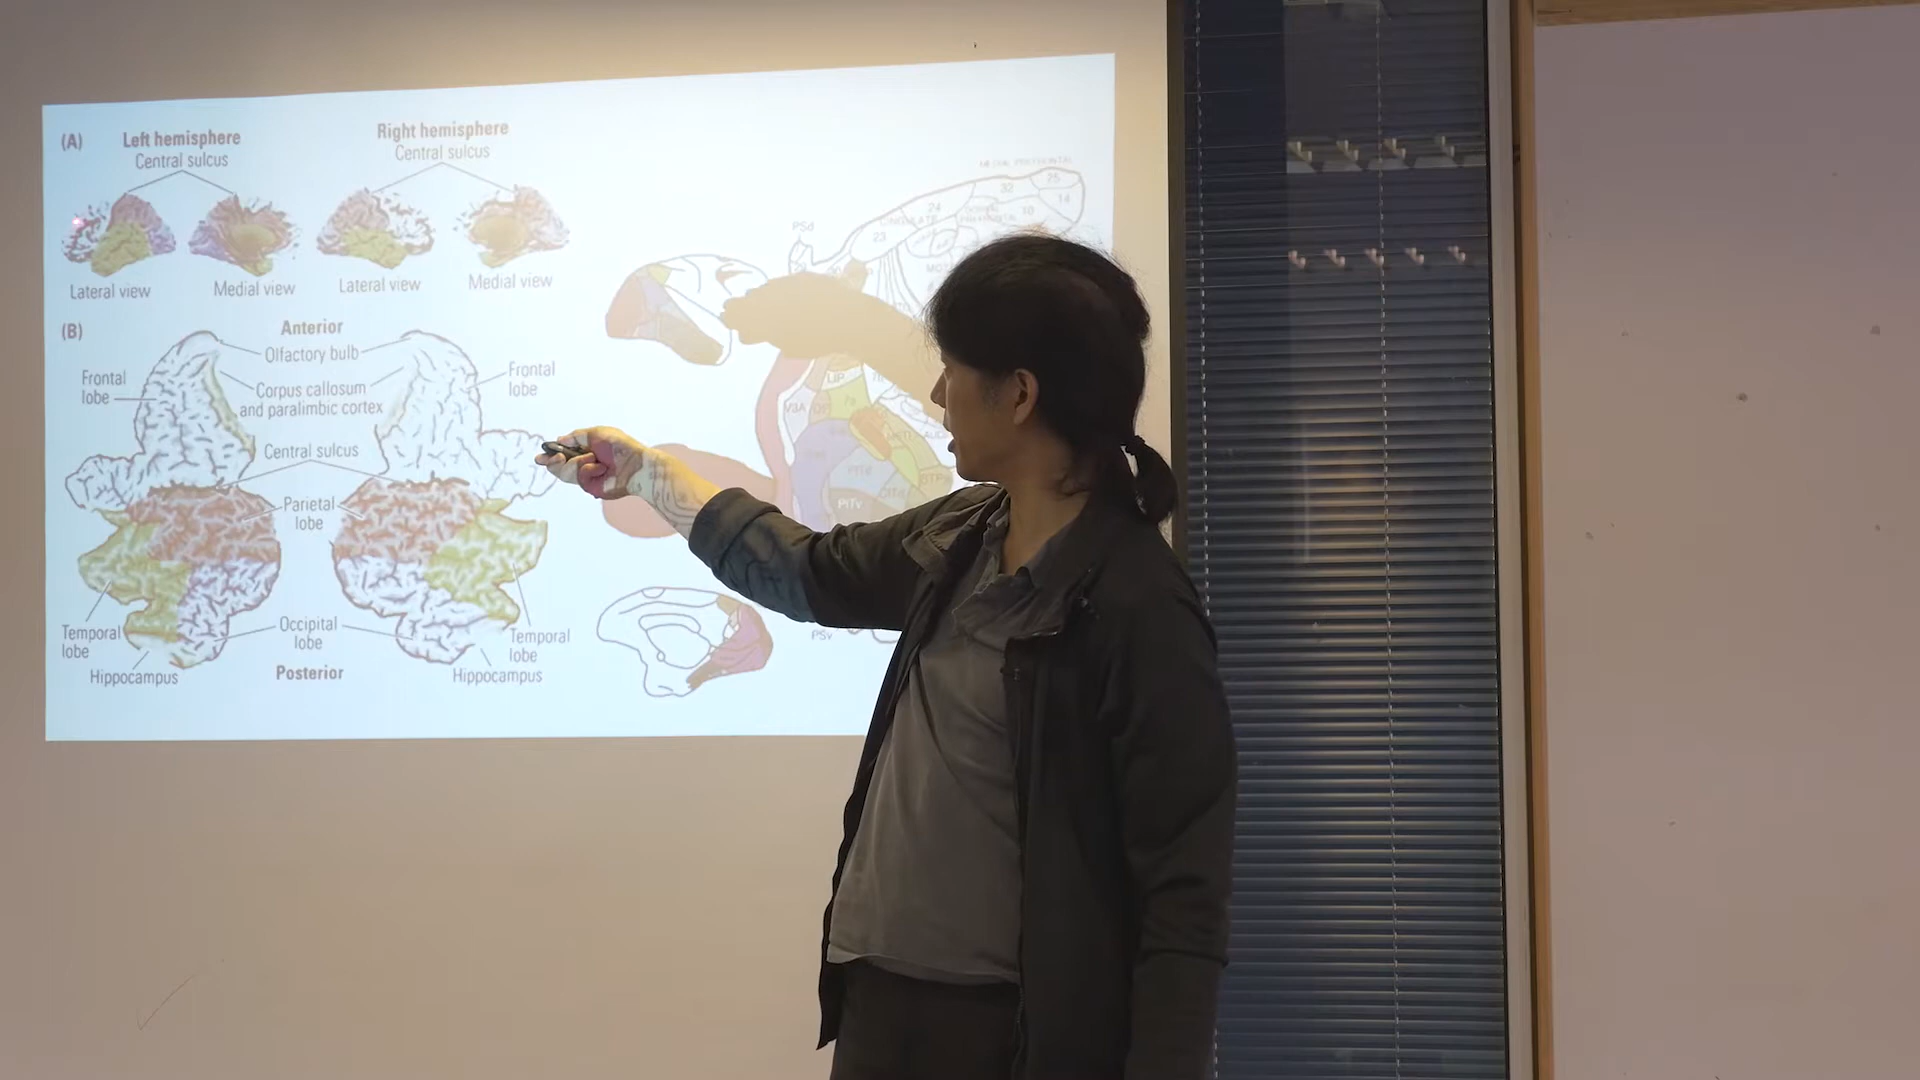 (A)
Left hemisphere
Central sulcus
Right hemisphere
Central sulcus
Lateral view
Medial view
Lateral view
Medial view
(B)
Anterior
Olfactory bulb
Frontal
lobe
Corpus callosum
and paralimbic cortex
Frontal
lobe
Central sulcus
Parietal
lobe
Temporal
lobe
Hippocampus
Occipital
lobe
Posterior
Temporal
lobe
Hippocampus
32
25
14
10
24
CINGULATE
23
PSd
LIP
7a
V3A
DP
PITd
CITd
PITv
PSv